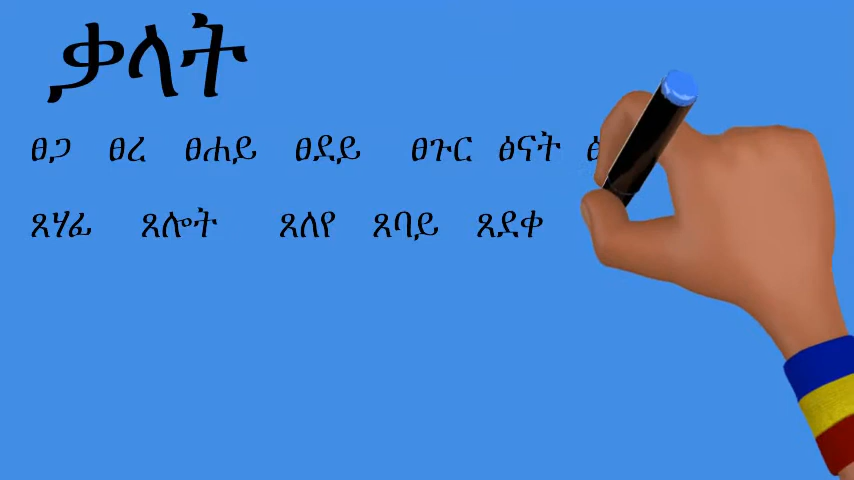 ቃላት
ፀጋ ፀረ ፀሐይ ፀደይ ፀጉር ፅናት
ጸሃፊ ጸሎት ጸለየ ጸባይ ጸደቀ